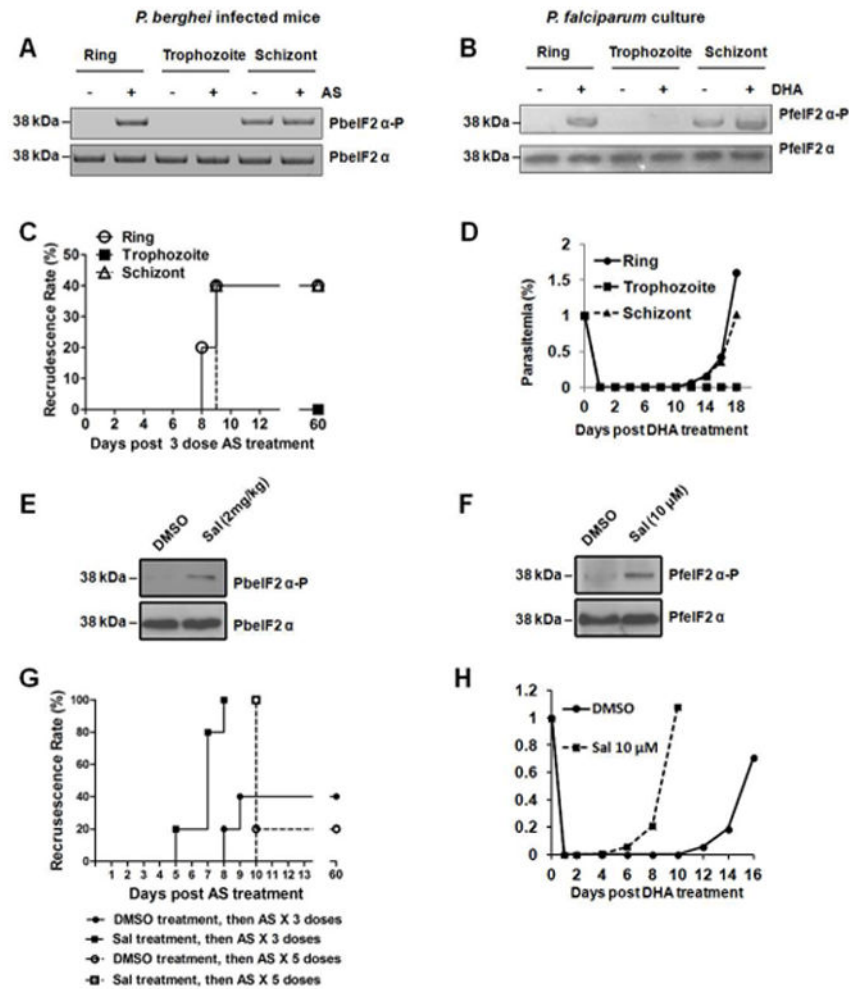 P. berghei infected mice
P. falciparum culture
A
Ring Trophozoite Schizont
- + - + - + AS
38 kDa PbeIF2 α-P
38 kDa PbeIF2 α
B
Ring Trophozoite Schizont
- + - + - + DHA
38 kDa PfeIF2 α-P
38 kDa PfeIF2 α
C
Recrudescence Rate (%)
50
40
30
20
10
0
Ring
Trophozoite
Schizont
0 2 4 6 8 10 12 60
Days post 3 dose AS treatment
D
Parasitemia (%)
2
1.5
1
0.5
0
Ring
Trophozoite
Schizont
0 2 4 6 8 10 12 14 16 18
Days post DHA treatment
E
DMSO
Sal (2mg/kg)
38 kDa PbeIF2 α-P
38 kDa PbeIF2 α
F
DMSO
Sal (10 µM)
38 kDa PfeIF2 α-P
38 kDa PfeIF2 α
G
Recrusescence Rate (%)
100
80
60
40
20
0
1 2 3 4 5 6 7 8 9 10 11 12 13 60
Days post AS treatment
DMSO treatment, then AS X 3 doses
Sal treatment, then AS X 3 doses
DMSO treatment, then AS X 5 doses
Sal treatment, then AS X 5 doses
H
1.2
1
0.8
0.6
0.4
0.2
0
DMSO
Sal 10 µM
0 2 4 6 8 10 12 14 16
Days post DHA treatment